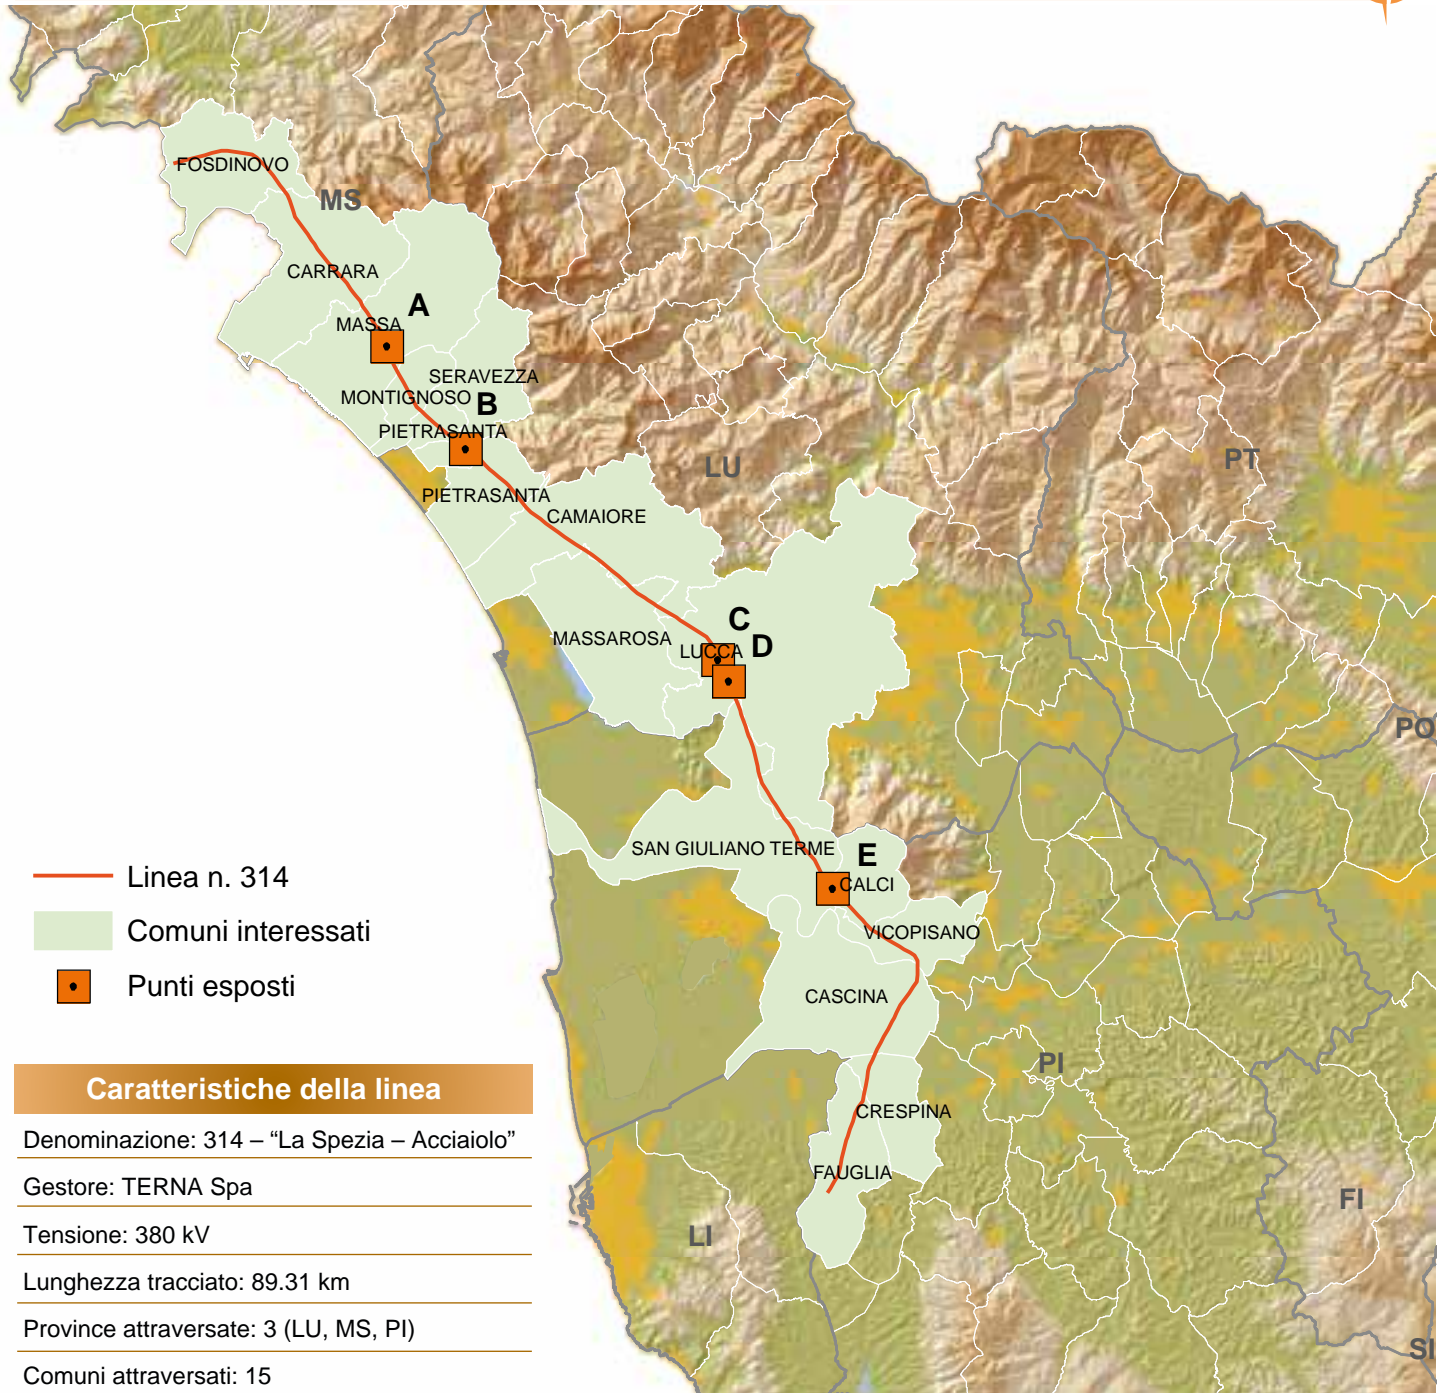 FOSDINOVO
MS
CARRARA
A
MASSA
SERAVEZZA
MONTIGNOSO
B
PIETRASANTA
LU
PT
PIETRASANTA
CAMAIORE
C
MASSAROSA
LUCCA
D
PO
SAN GIULIANO TERME
E
CALCI
VICOPISANO
CASCINA
PI
CRESPINA
FAUGLIA
FI
LI
SI
Linea n. 314
Comuni interessati
Punti esposti
Caratteristiche della linea
Denominazione: 314 – “La Spezia – Acciaiolo”
Gestore: TERNA Spa
Tensione: 380 kV
Lunghezza tracciato: 89.31 km
Province attraversate: 3 (LU, MS, PI)
Comuni attraversati: 15